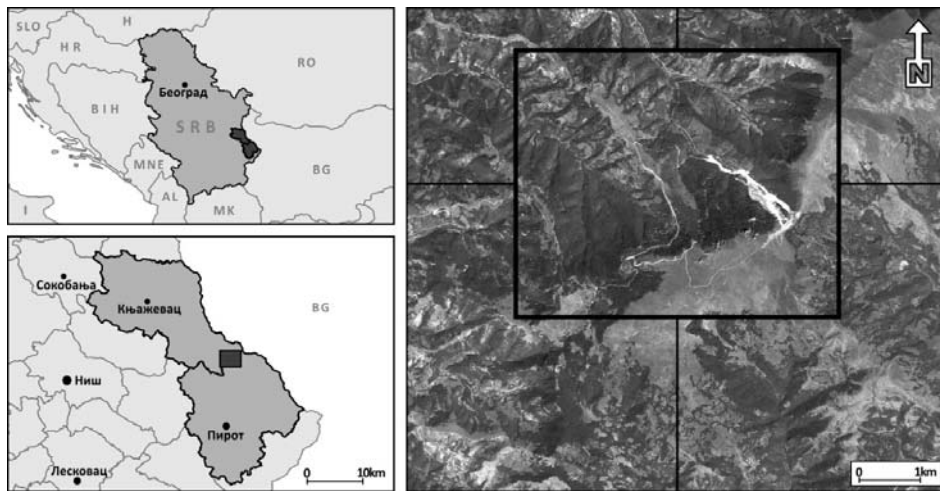 SLO
H
HR
RO
Београд
BIH
SRB
MNE
BG
AL
I
MK
Сокобања
Књажевац
BG
Ниш
Пирот
Лесковац
0 10km
N
0 1km